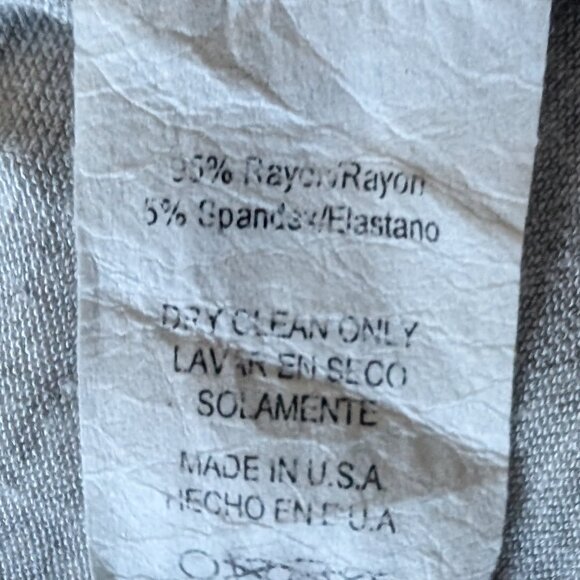 95% Rayon/Rayon
5% Spandex/Elastano
DRY CLEAN ONLY
LAVAR EN SECO
SOLAMENTE
MADE IN U.S.A
HECHO EN E.U.A